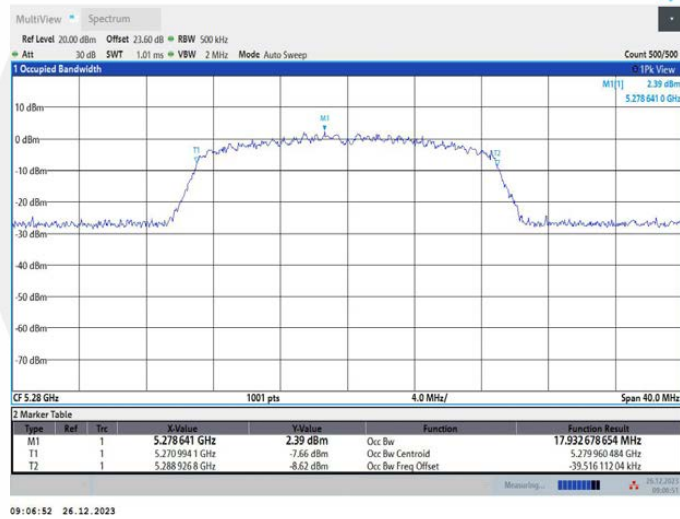 MultiView Spectrum
Ref Level 20.00 dBm Offset 23.60 dB RBW 500 kHz
Att 30 dB SWT 1.01 ms VBW 2 MHz Mode Auto Sweep Count 500/500
1 Occupied Bandwidth 1Pk View
M1[1] 2.39 dBm
5.278 641 0 GHz
10 dBm
M1
0 dBm
T1
T2
-10 dBm
-20 dBm
-30 dBm
-40 dBm
-50 dBm
-60 dBm
-70 dBm
CF 5.28 GHz 1001 pts 4.0 MHz/ Span 40.0 MHz
2 Marker Table
Type Ref Trc X-Value Y-Value Function Function Result
M1 1 5.278 641 GHz 2.39 dBm Occ Bw 17.932 678 654 MHz
T1 1 5.270 994 1 GHz -7.66 dBm Occ Bw Centroid 5.279 960 484 GHz
T2 1 5.288 926 8 GHz -8.62 dBm Occ Bw Freq Offset -39.516 112 04 kHz
Measuring... 26.12.2023
09:06:51
09:06:52 26.12.2023